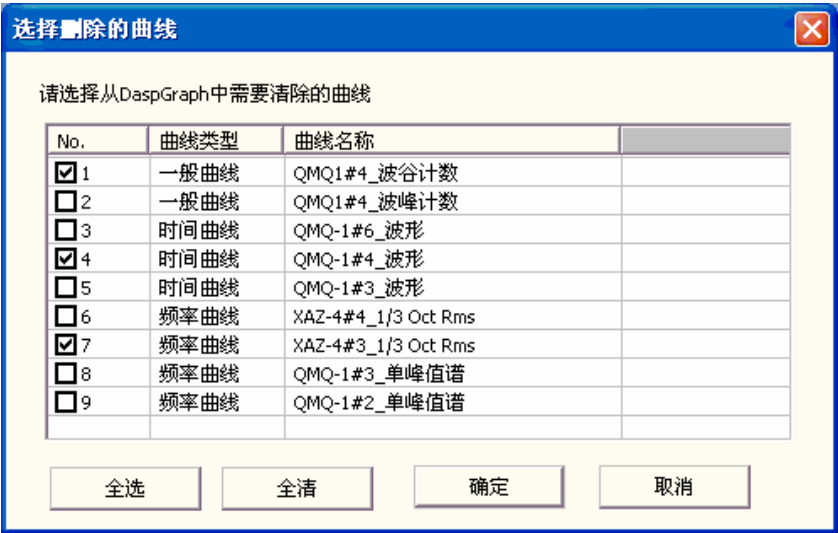 选择删除的曲线
请选择从DaspGraph中需要清除的曲线
No. 曲线类型 曲线名称
1 一般曲线 QMQ1#4_波谷计数
2 一般曲线 QMQ1#4_波峰计数
3 时间曲线 QMQ-1#6_波形
4 时间曲线 QMQ-1#4_波形
5 时间曲线 QMQ-1#3_波形
6 频率曲线 XAZ-4#4_1/3 Oct Rms
7 频率曲线 XAZ-4#3_1/3 Oct Rms
8 频率曲线 QMQ-1#3_单峰值谱
9 频率曲线 QMQ-1#2_单峰值谱
全选 全清 确定 取消